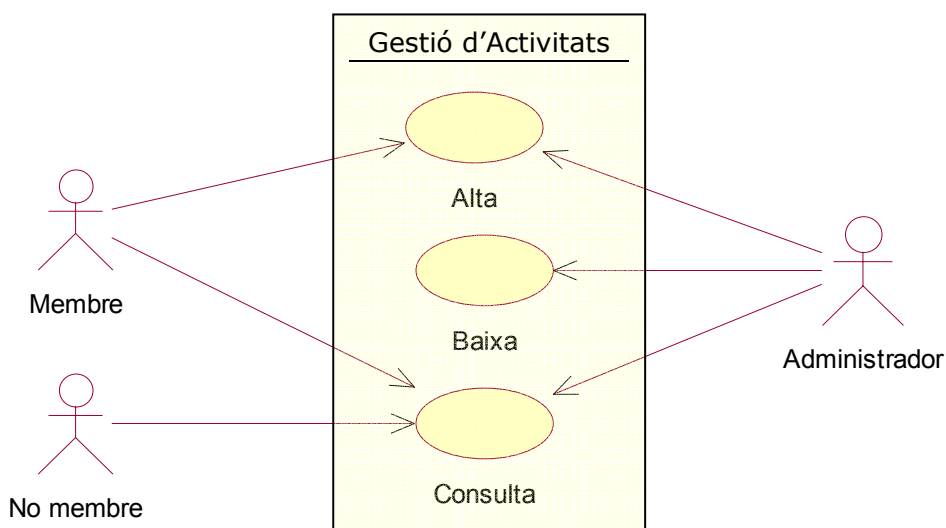 Gestió d’Activitats
Alta
Membre
Baixa
Administrador
Consulta
No membre